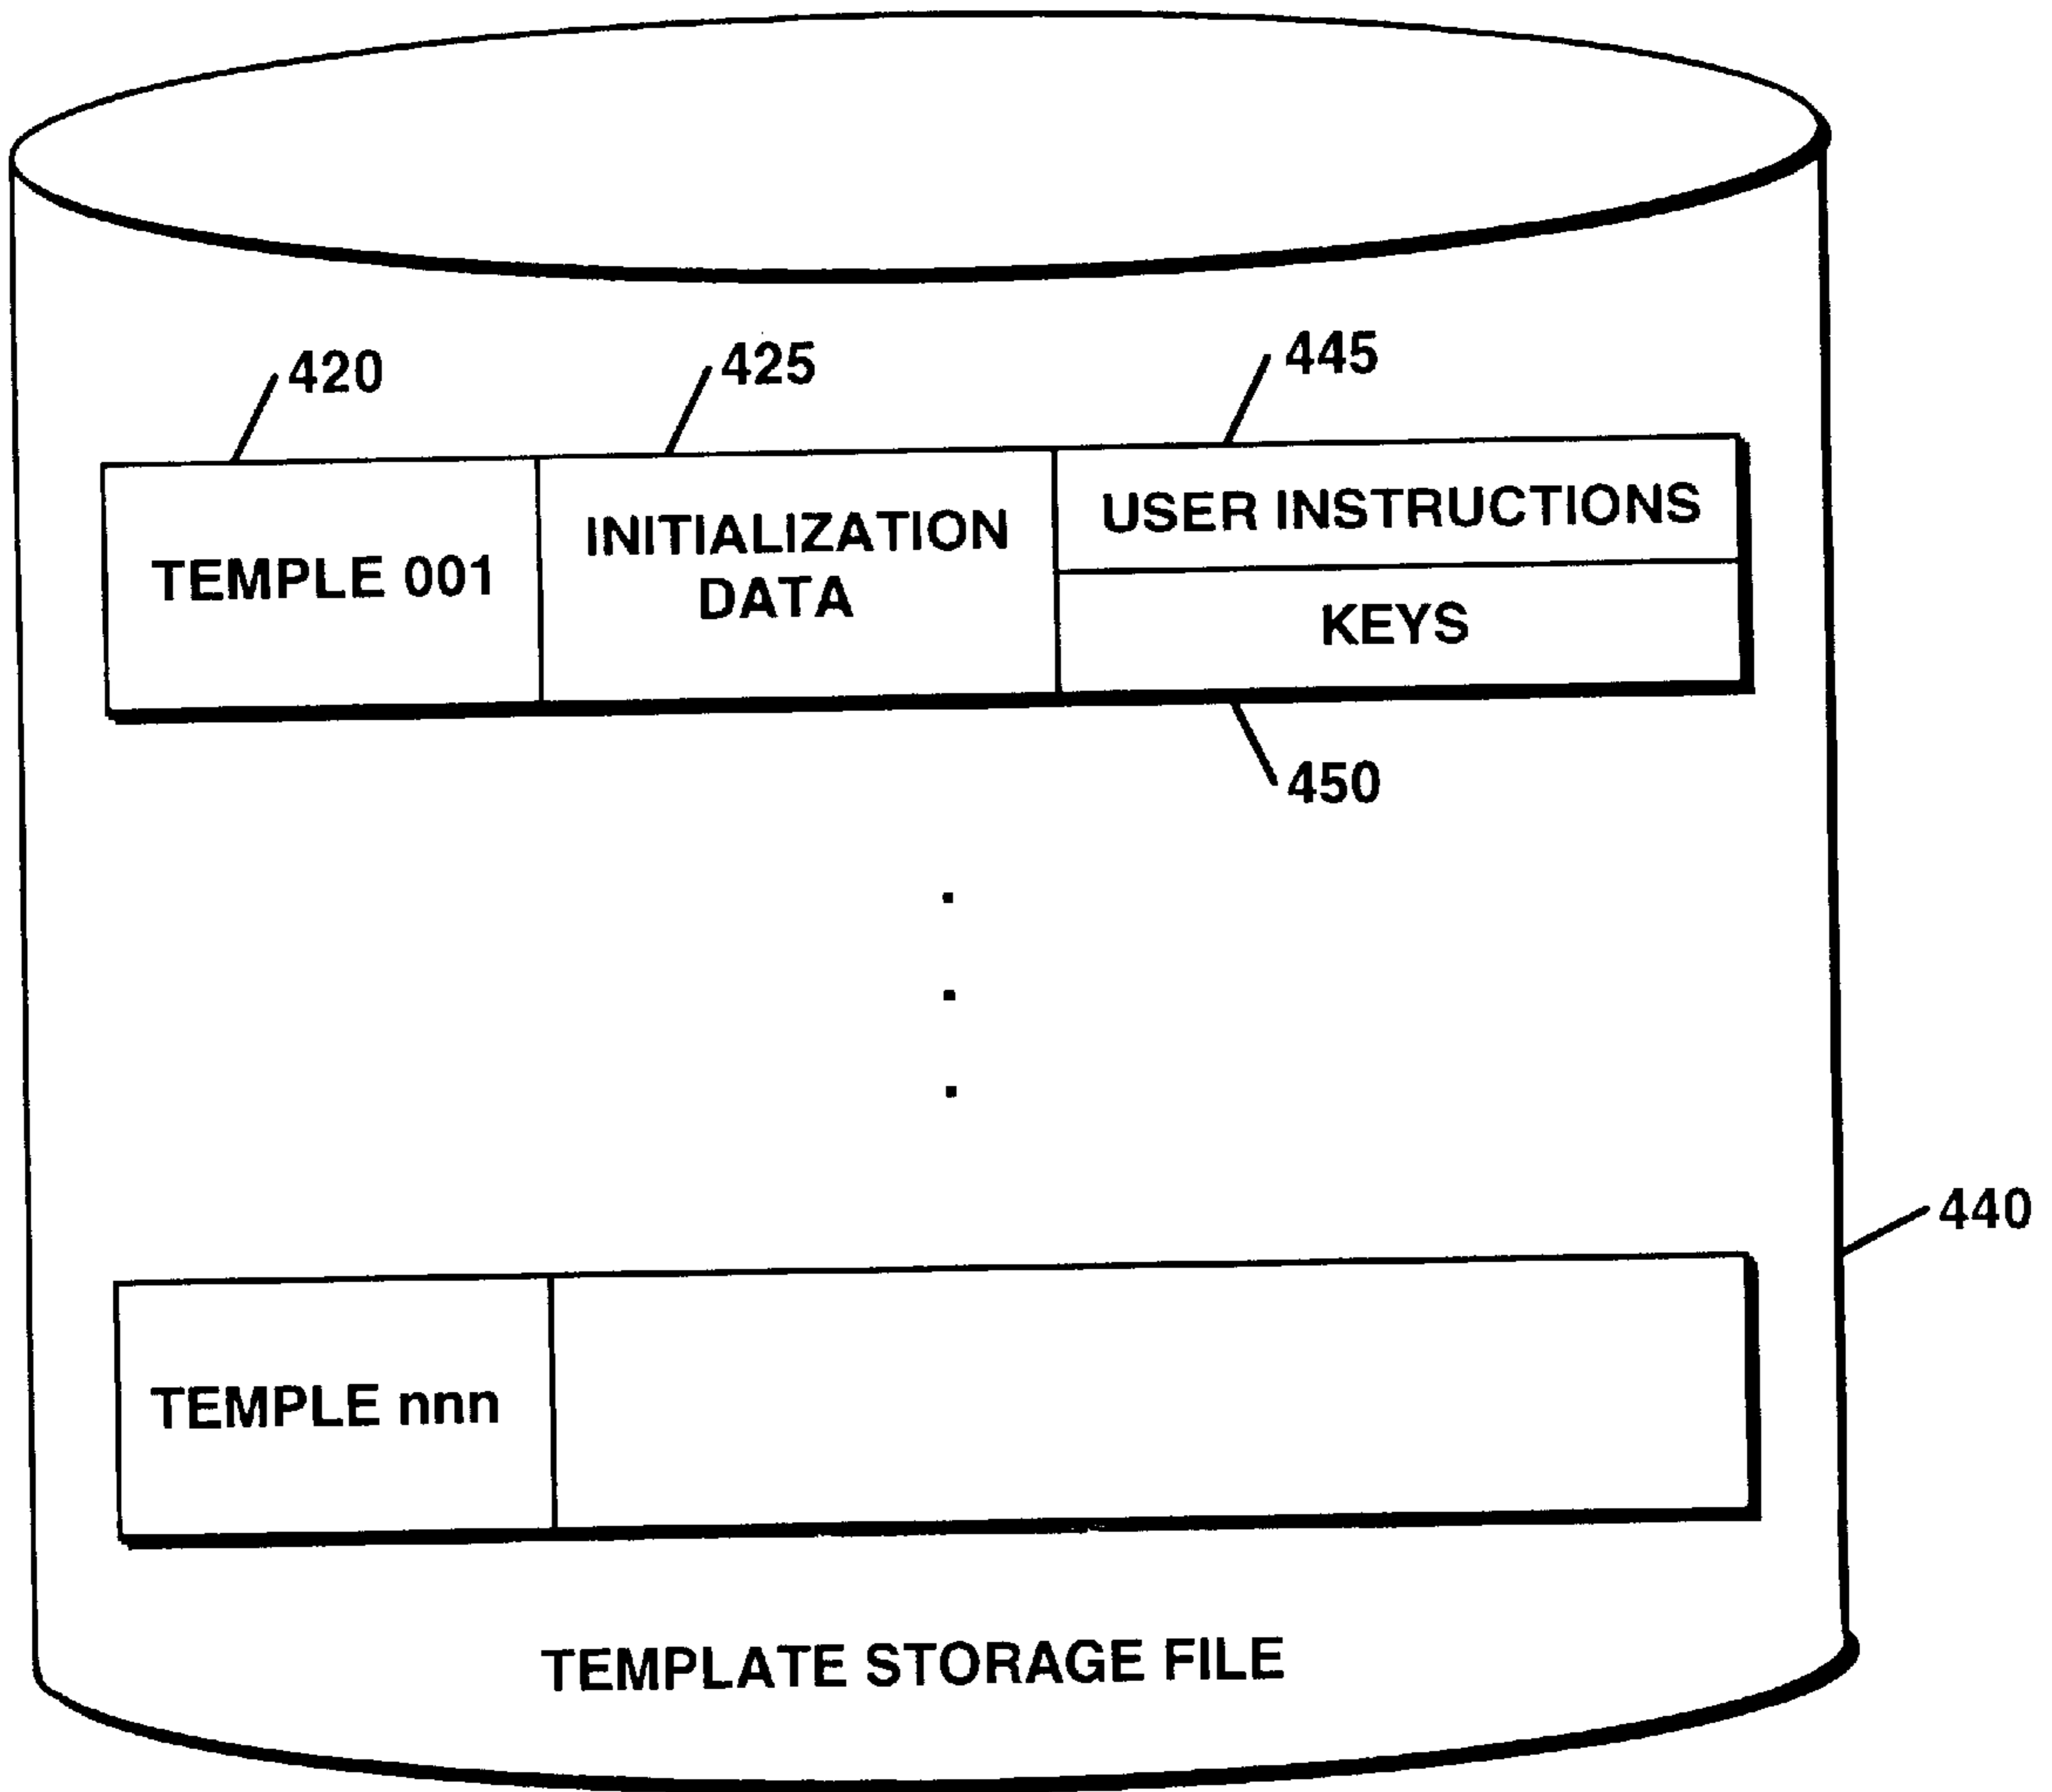 420
425
445
TEMPLE 001
INITIALIZATION
DATA
USER INSTRUCTIONS
KEYS
450
440
TEMPLE nnn
TEMPLATE STORAGE FILE